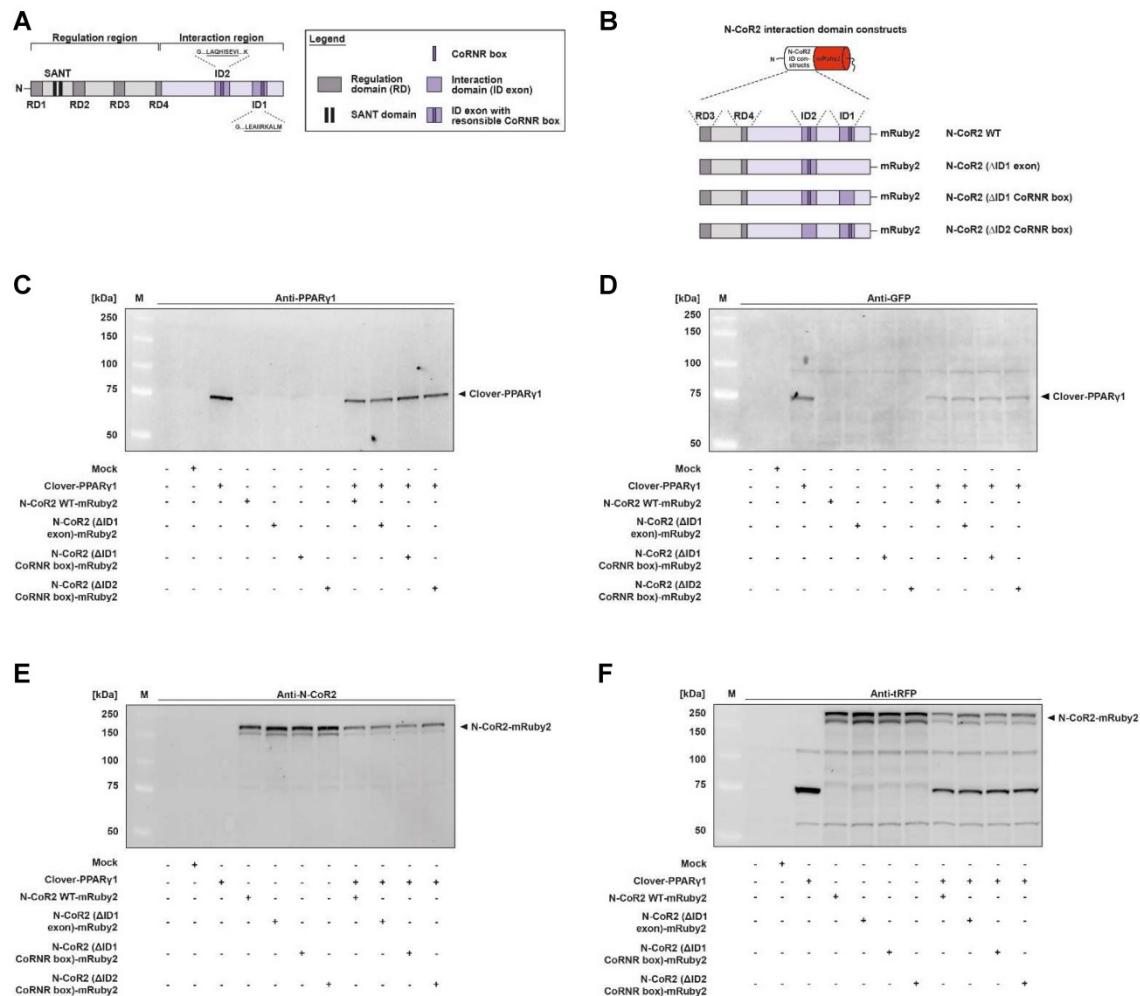 A
Regulation region
Interaction region
G...LAQHISEVI...K
SANT
ID2
N
RD1
RD2
RD3
RD4
ID1
G...LEAIIRKALM
Legend
CoRNR box
Regulation domain (RD)
Interaction domain (ID exon)
SANT domain
ID exon with resonsible CoRNR box
B
N-CoR2 interaction domain constructs
N
N-CoR2
ID con-
structs
mRuby2
RD3
RD4
ID2
ID1
mRuby2
N-CoR2 WT
mRuby2
N-CoR2 (ΔID1 exon)
mRuby2
N-CoR2 (ΔID1 CoRNR box)
mRuby2
N-CoR2 (ΔID2 CoRNR box)
C
[kDa] M Anti-PPARγ1
250
150
100
75
50
Clover-PPARγ1
Mock - + - - - - - - - - -
Clover-PPARγ1 - - + - - - - + + + +
N-CoR2 WT-mRuby2 - - - + - - - + - - -
N-CoR2 (ΔID1
exon)-mRuby2 - - - - + - - - + - -
N-CoR2 (ΔID1
CoRNR box)-mRuby2 - - - - - + - - - + -
N-CoR2 (ΔID2
CoRNR box)-mRuby2 - - - - - - + - - - +
D
[kDa] M Anti-GFP
250
150
100
75
50
Clover-PPARγ1
Mock - + - - - - - - - - -
Clover-PPARγ1 - - + - - - - + + + +
N-CoR2 WT-mRuby2 - - - + - - - + - - -
N-CoR2 (ΔID1
exon)-mRuby2 - - - - + - - - + - -
N-CoR2 (ΔID1
CoRNR box)-mRuby2 - - - - - + - - - + -
N-CoR2 (ΔID2
CoRNR box)-mRuby2 - - - - - - + - - - +
E
[kDa] M Anti-N-CoR2
250
150
100
75
50
N-CoR2-mRuby2
Mock - + - - - - - - - - -
Clover-PPARγ1 - - + - - - - + + + +
N-CoR2 WT-mRuby2 - - - + - - - + - - -
N-CoR2 (ΔID1
exon)-mRuby2 - - - - + - - - + - -
N-CoR2 (ΔID1
CoRNR box)-mRuby2 - - - - - + - - - + -
N-CoR2 (ΔID2
CoRNR box)-mRuby2 - - - - - - + - - - +
F
[kDa] M Anti-tRFP
250
150
100
75
50
N-CoR2-mRuby2
Mock - + - - - - - - - - -
Clover-PPARγ1 - - + - - - - + + + +
N-CoR2 WT-mRuby2 - - - + - - - + - - -
N-CoR2 (ΔID1
exon)-mRuby2 - - - - + - - - + - -
N-CoR2 (ΔID1
CoRNR box)-mRuby2 - - - - - + - - - + -
N-CoR2 (ΔID2
CoRNR box)-mRuby2 - - - - - - + - - - +